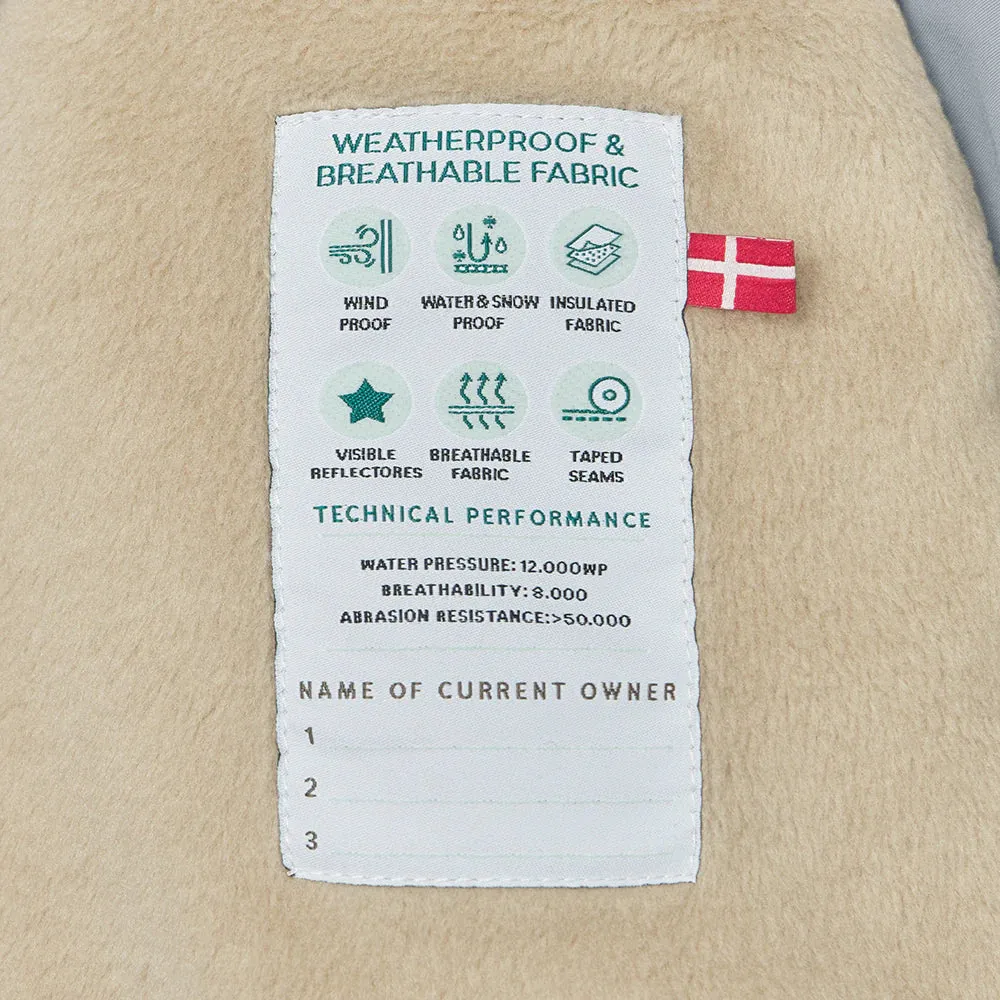 WEATHERPROOF &
BREATHABLE FABRIC
WIND
PROOF
WATER & SNOW
PROOF
INSULATED
FABRIC
VISIBLE
REFLECTORES
BREATHABLE
FABRIC
TAPED
SEAMS
TECHNICAL PERFORMANCE
WATER PRESSURE: 12.000WP
BREATHABILITY: 8.000
ABRASION RESISTANCE:>50.000
NAME OF CURRENT OWNER
1
2
3